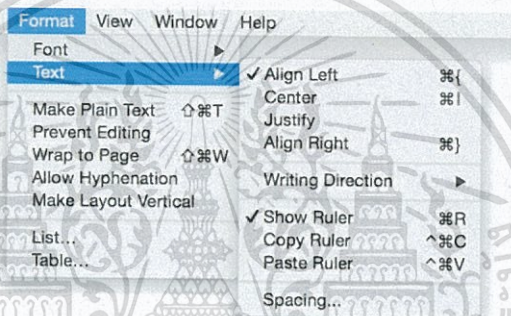 Format View Window Help
Font ▶
Text ▶
Make Plain Text ⇧⌘T
Prevent Editing
Wrap to Page ⇧⌘W
Allow Hyphenation
Make Layout Vertical
List...
Table...
✓ Align Left ⌘{
Center ⌘|
Justify
Align Right ⌘}
Writing Direction ▶
✓ Show Ruler ⌘R
Copy Ruler ^⌘C
Paste Ruler ^⌘V
Spacing...